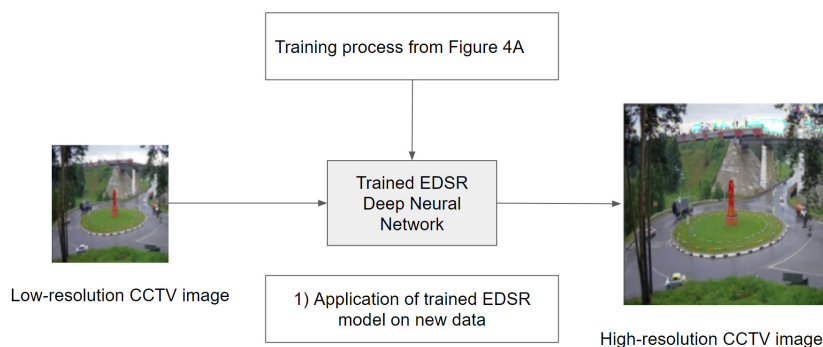 Training process from Figure 4A
Trained EDSR
Deep Neural
Network
Low-resolution CCTV image
1) Application of trained EDSR
model on new data
High-resolution CCTV image